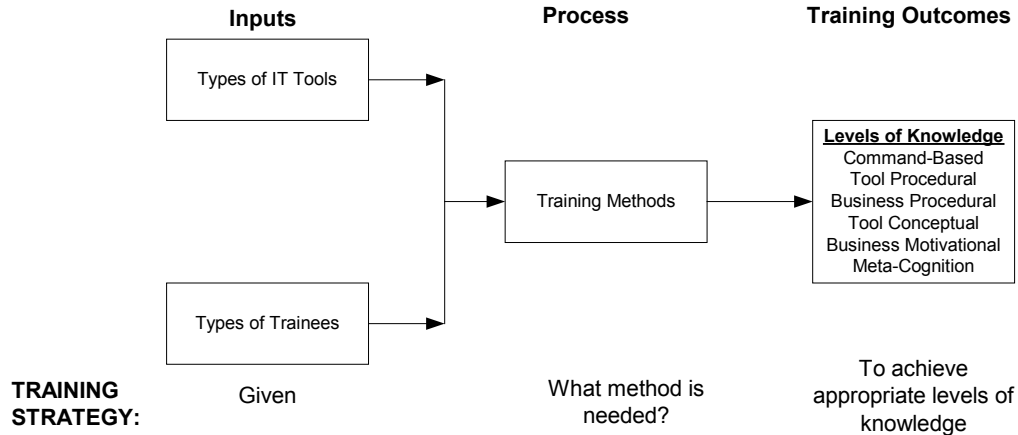 Inputs
Process
Training Outcomes
Types of IT Tools
Types of Trainees
Training Methods
Levels of Knowledge
Command-Based
Tool Procedural
Business Procedural
Tool Conceptual
Business Motivational
Meta-Cognition
TRAINING
STRATEGY:
Given
What method is
needed?
To achieve
appropriate levels of
knowledge